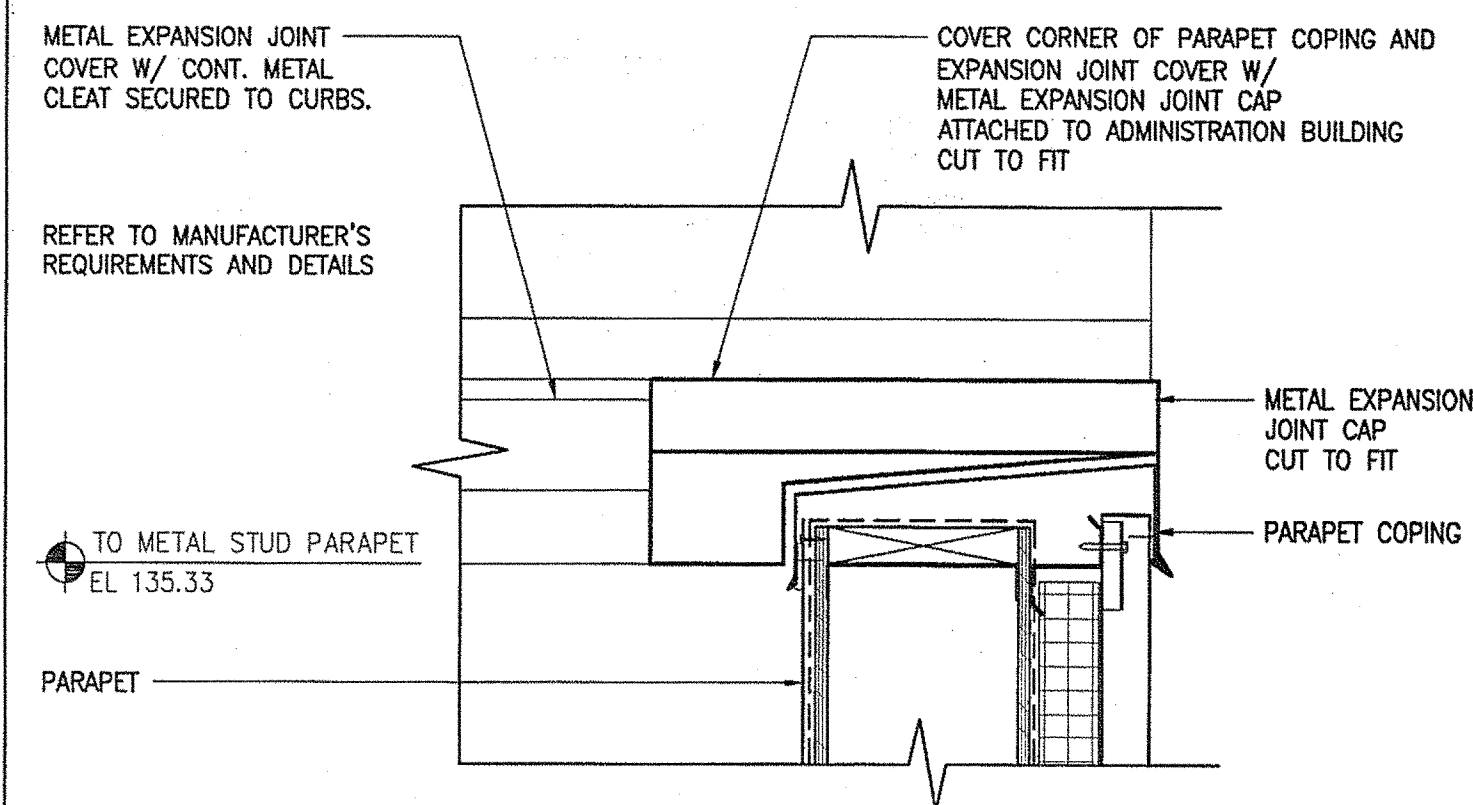 METAL EXPANSION JOINT
COVER W/ CONT. METAL
CLEAT SECURED TO CURBS.
COVER CORNER OF PARAPET COPING AND
EXPANSION JOINT COVER W/
METAL EXPANSION JOINT CAP
ATTACHED TO ADMINISTRATION BUILDING
CUT TO FIT
REFER TO MANUFACTURER'S
REQUIREMENTS AND DETAILS
METAL EXPANSION
JOINT CAP
CUT TO FIT
PARAPET COPING
TO METAL STUD PARAPET
EL 135.33
PARAPET